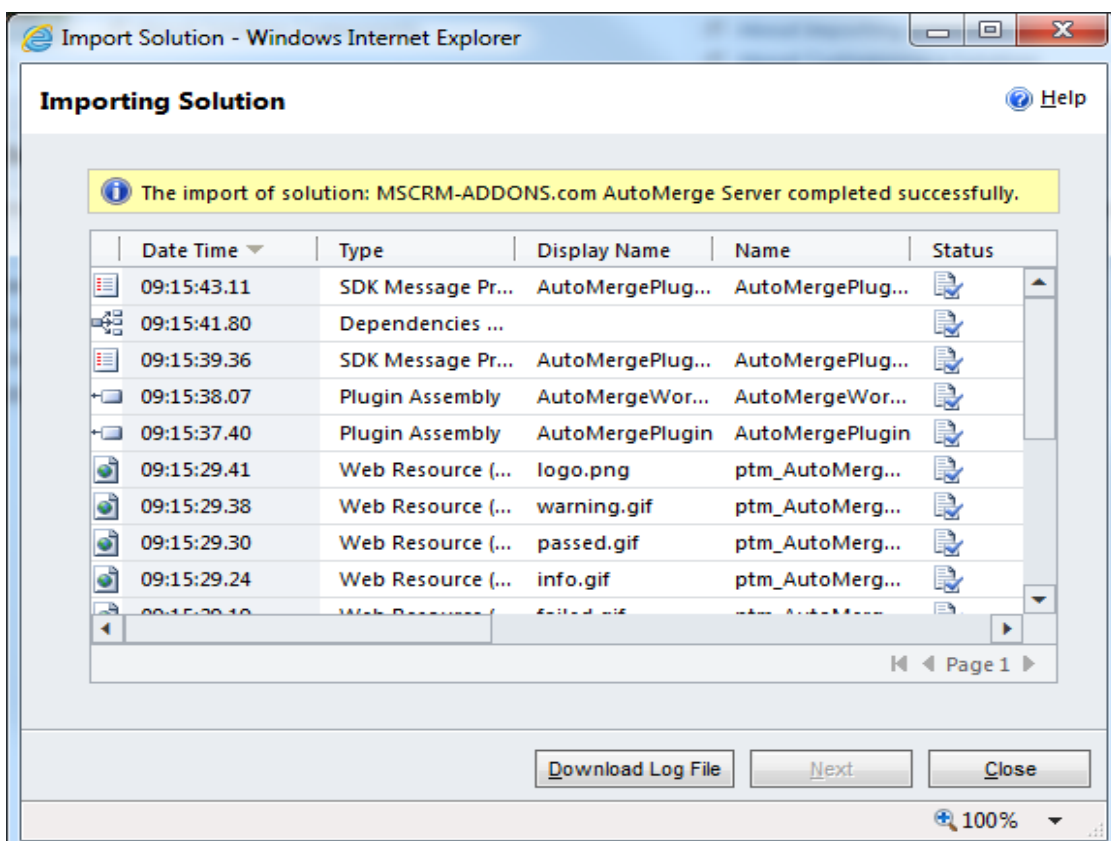 Import Solution - Windows Internet Explorer
Importing Solution
Help
The import of solution: MSCRM-ADDONS.com AutoMerge Server completed successfully.
Date Time Type Display Name Name Status
09:15:43.11 SDK Message Pr... AutoMergePlug... AutoMergePlug...
09:15:41.80 Dependencies ...
09:15:39.36 SDK Message Pr... AutoMergePlug... AutoMergePlug...
09:15:38.07 Plugin Assembly AutoMergeWor... AutoMergeWor...
09:15:37.40 Plugin Assembly AutoMergePlugin AutoMergePlugin
09:15:29.41 Web Resource (... logo.png ptm_AutoMerg...
09:15:29.38 Web Resource (... warning.gif ptm_AutoMerg...
09:15:29.30 Web Resource (... passed.gif ptm_AutoMerg...
09:15:29.24 Web Resource (... info.gif ptm_AutoMerg...
Page 1
Download Log File Next Close
100%